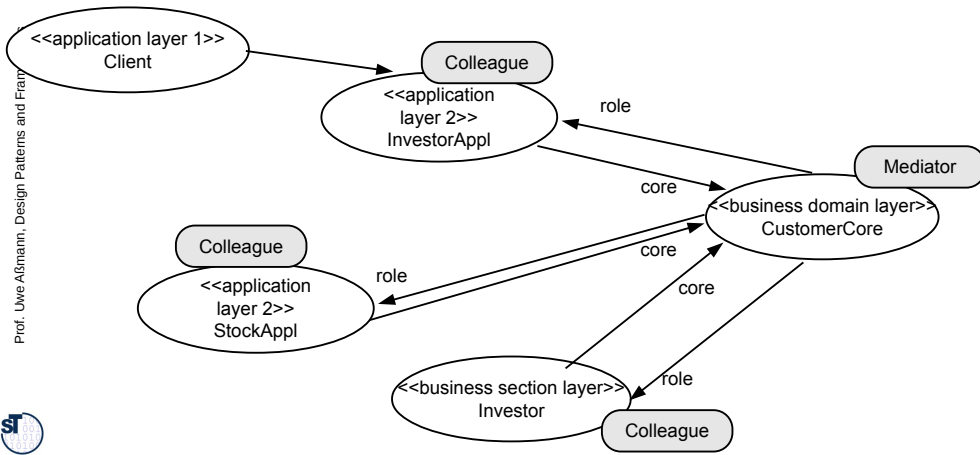 <<application layer 1>>
Client
Colleague
<<application
layer 2>>
InvestorAppl
role
Mediator
core
<<business domain layer>>
CustomerCore
Colleague
role
core
<<application
layer 2>>
StockAppl
core
<<business section layer>>
Investor
role
Colleague
Prof. Uwe Aßmann, Design Patterns and
sT